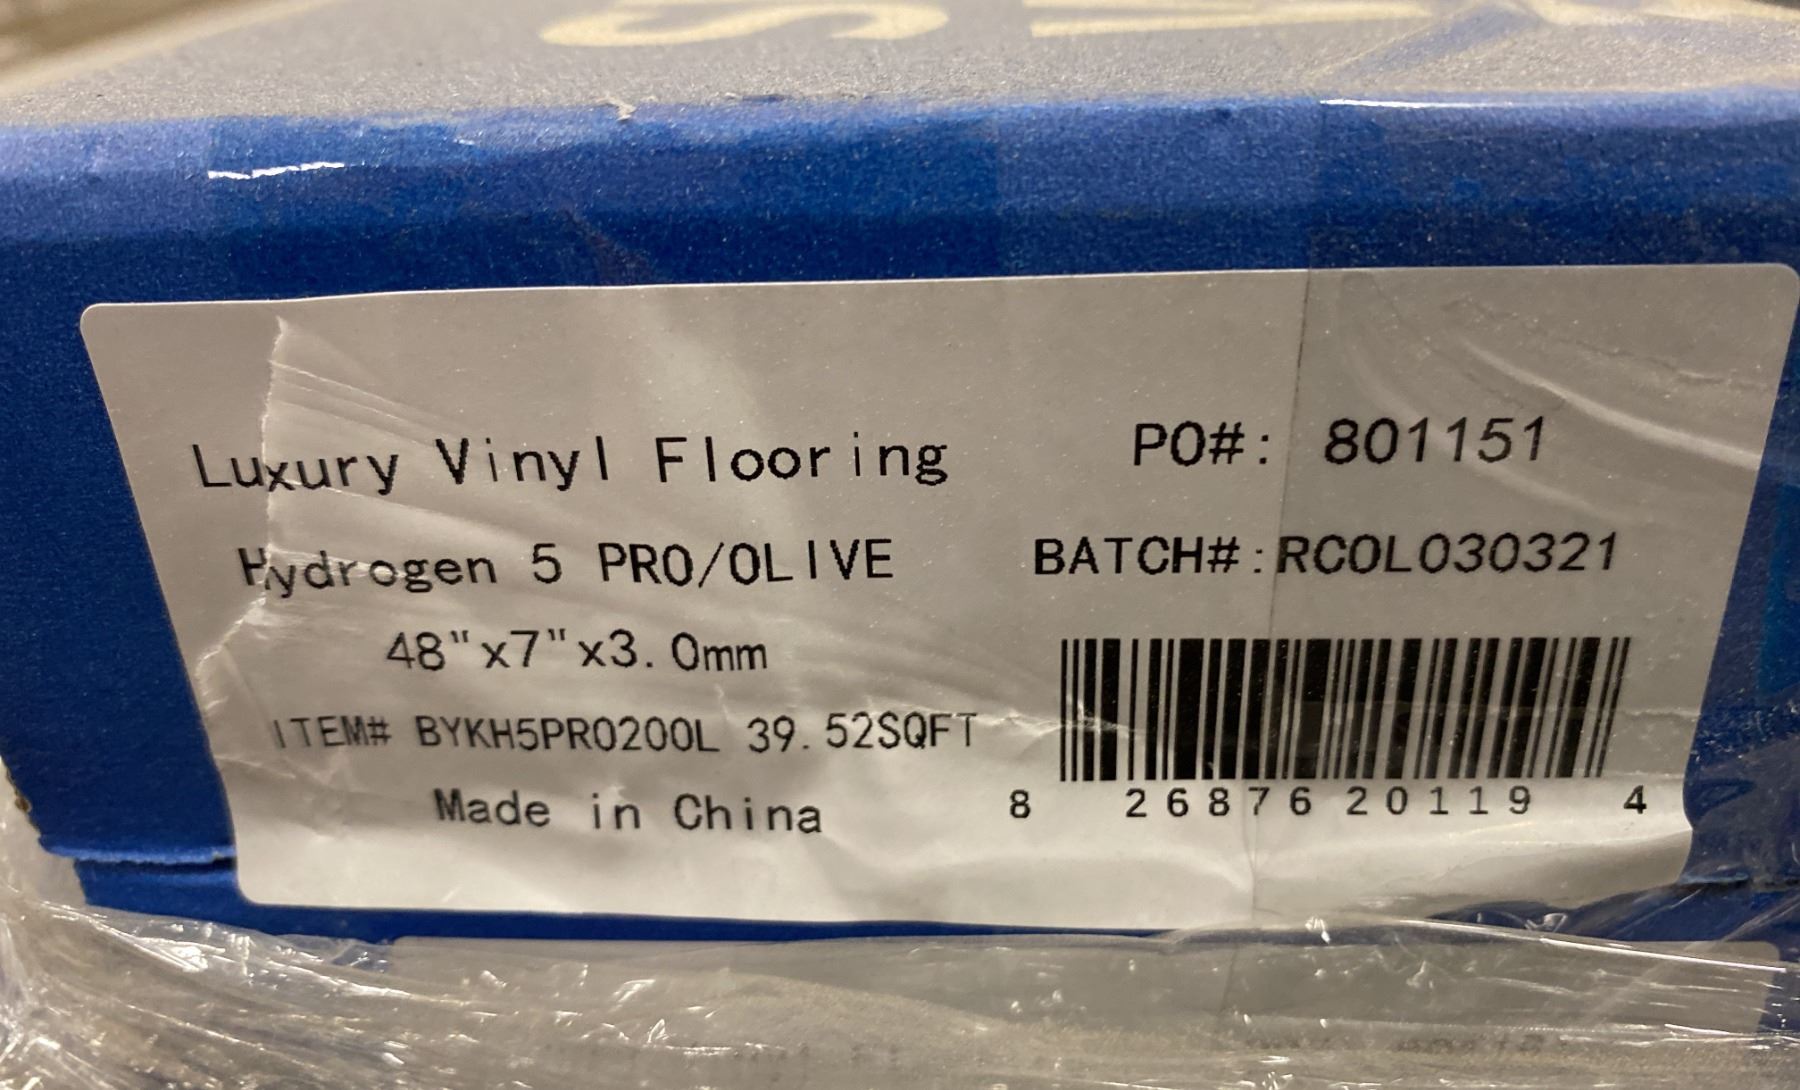 Luxury Vinyl Flooring
Hydrogen 5 PRO/OLIVE
48"x7"x3.0mm
ITEM# BYKH5PRO200L 39.52SQFT
Made in China
PO#: 801151
BATCH#:RCOL030321
8 26876 20119 4